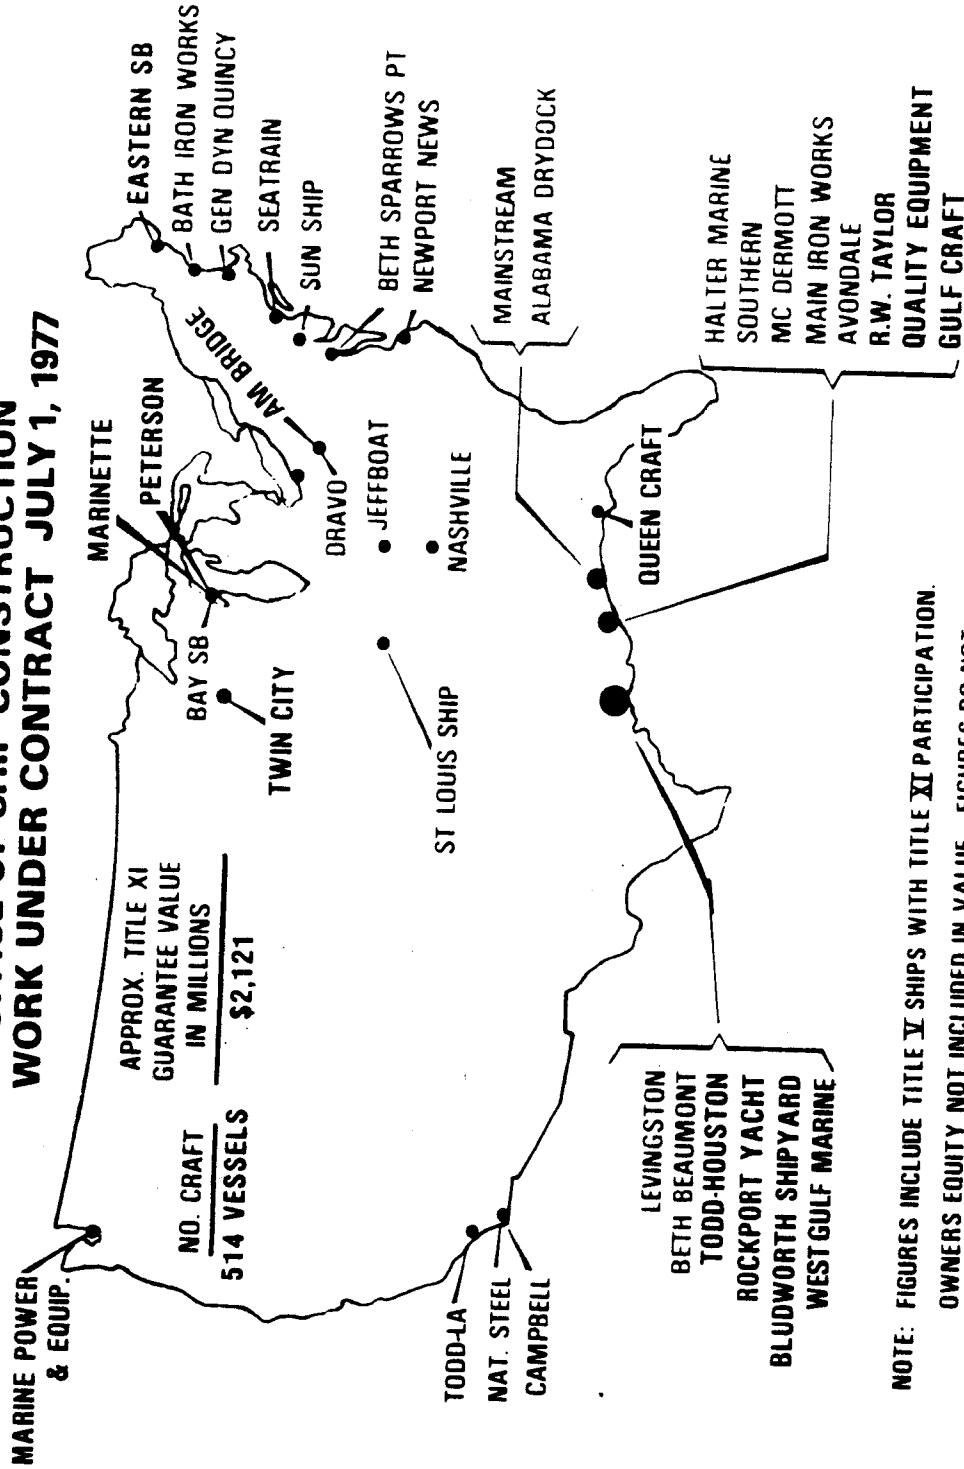 WORK UNDER CONTRACT JULY 1, 1977
MARINE POWER
& EQUIP.
NO. CRAFT
514 VESSELS
APPROX. TITLE XI
GUARANTEE VALUE
IN MILLIONS
$2,121
MARINETTE
PETERSON
BAY SB
TWIN CITY
ST LOUIS SHIP
AM BRIDGE
DRAVO
JEFFBOAT
NASHVILLE
EASTERN SB
BATH IRON WORKS
GEN DYN QUINCY
SEATRAIN
SUN SHIP
BETH SPARROWS PT
NEWPORT NEWS
MAINSTREAM
ALABAMA DRYDOCK
QUEEN CRAFT
HALTER MARINE
SOUTHERN
MC DERMOTT
MAIN IRON WORKS
AVONDALE
R.W. TAYLOR
QUALITY EQUIPMENT
GULF CRAFT
TODD-LA
NAT. STEEL
CAMPBELL
LEVINGSTON
BETH BEAUMONT
TODD-HOUSTON
ROCKPORT YACHT
BLUDWORTH SHIPYARD
WEST GULF MARINE
NOTE: FIGURES INCLUDE TITLE V SHIPS WITH TITLE XI PARTICIPATION.
OWNERS EQUITY NOT INCLUDED IN VALUE. FIGURES DO NOT